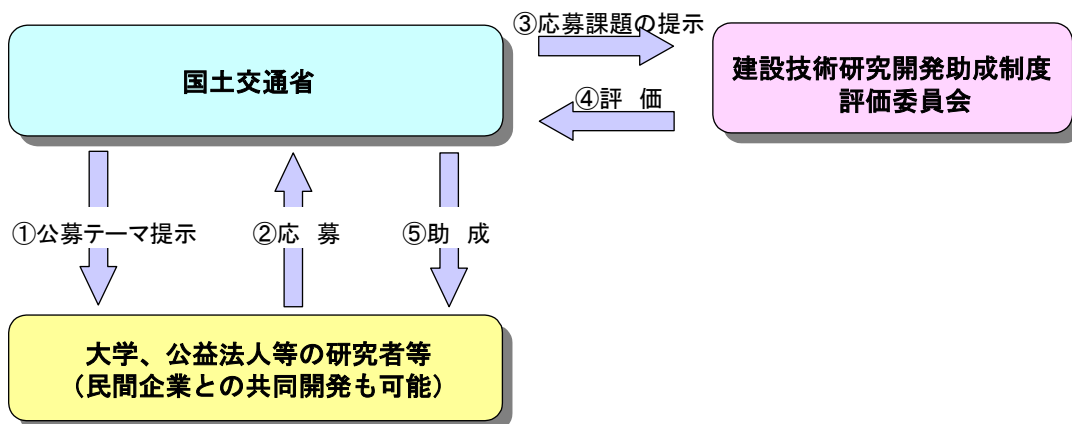 ③応募課題の提示
国土交通省
建設技術研究開発助成制度
評価委員会
④評　価
①公募テーマ提示
②応　募
⑤助　成
大学、公益法人等の研究者等
（民間企業との共同開発も可能）